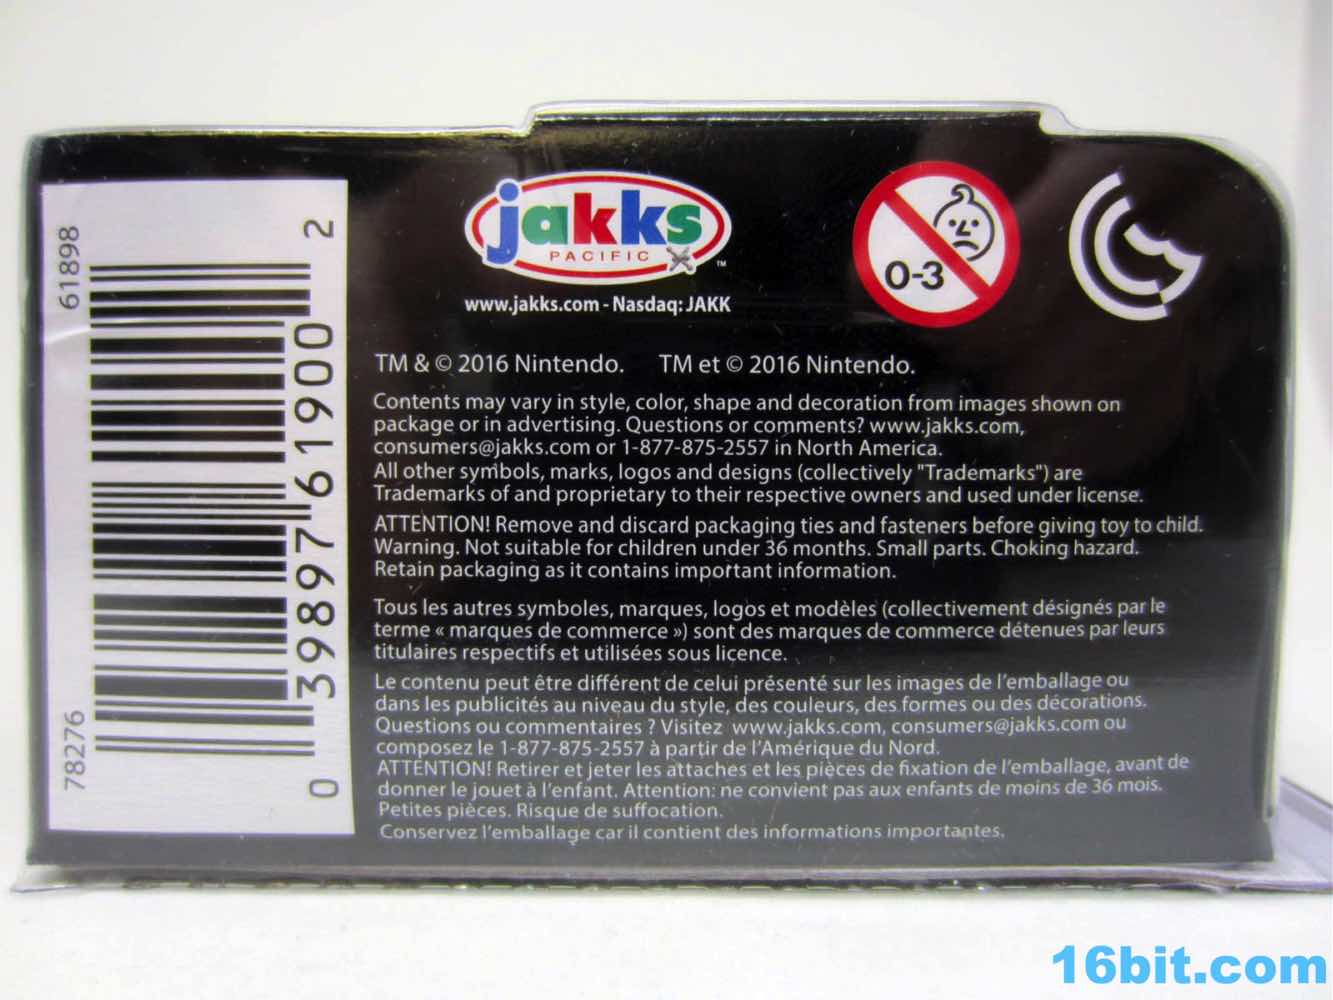 61898
78276
0 39897 61900 2
jakks
PACIFIC
™
www.jakks.com - Nasdaq: JAKK
0-3
TM & © 2016 Nintendo. TM et © 2016 Nintendo.
Contents may vary in style, color, shape and decoration from images shown on
package or in advertising. Questions or comments? www.jakks.com,
consumers@jakks.com or 1-877-875-2557 in North America.
All other symbols, marks, logos and designs (collectively "Trademarks") are
Trademarks of and proprietary to their respective owners and used under license.
ATTENTION! Remove and discard packaging ties and fasteners before giving toy to child.
Warning. Not suitable for children under 36 months. Small parts. Choking hazard.
Retain packaging as it contains important information.
Tous les autres symboles, marques, logos et modèles (collectivement désignés par le
terme « marques de commerce ») sont des marques de commerce détenues par leurs
titulaires respectifs et utilisées sous licence.
Le contenu peut être différent de celui présenté sur les images de l'emballage ou
dans les publicités au niveau du style, des couleurs, des formes ou des décorations.
Questions ou commentaires ? Visitez www.jakks.com, consumers@jakks.com ou
composez le 1-877-875-2557 à partir de l'Amérique du Nord.
ATTENTION! Retirer et jeter les attaches et les pièces de fixation de l'emballage, avant de
donner le jouet à l'enfant. Attention: ne convient pas aux enfants de moins de 36 mois.
Petites pièces. Risque de suffocation.
Conservez l'emballage car il contient des informations importantes.
16bit.com